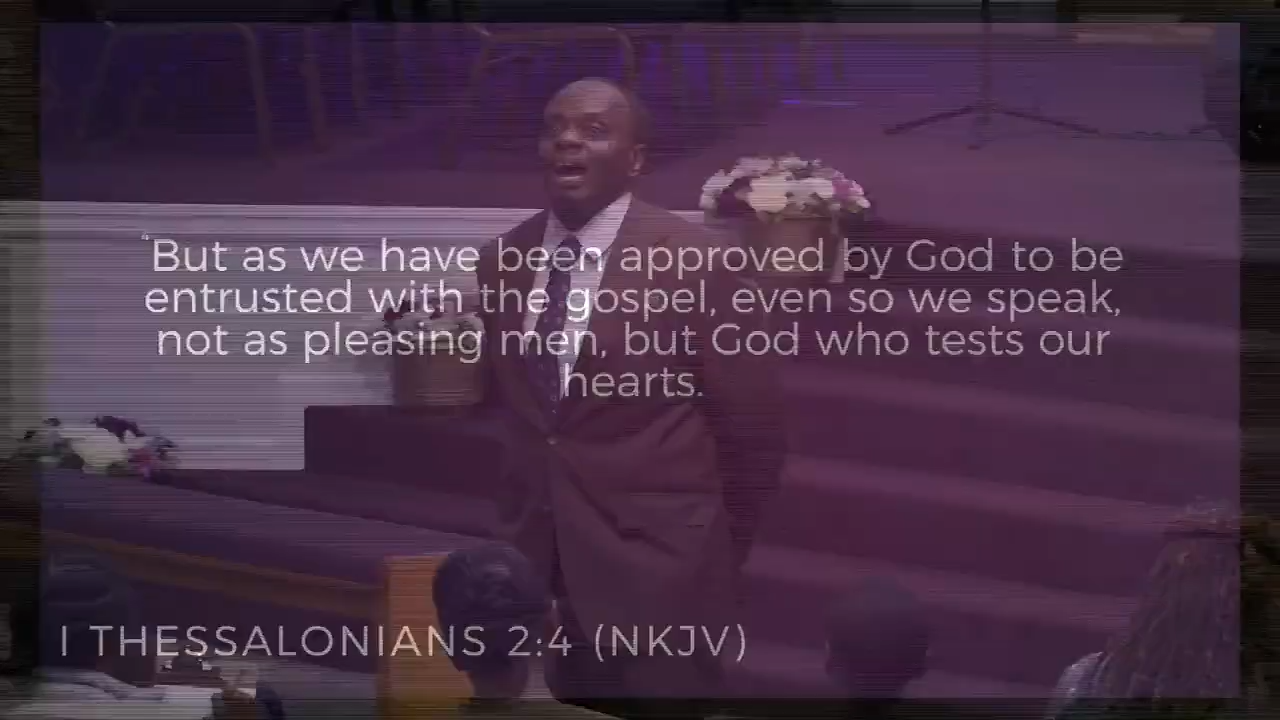 "But as we have been approved by God to be
entrusted with the gospel, even so we speak,
not as pleasing men, but God who tests our
hearts.
I THESSALONIANS 2:4 (NKJV)